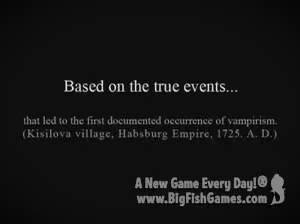 Based on the true events...
that led to the first documented occurrence of vampirism.
(Kisilova village, Habsburg Empire, 1725. A. D.)
A New Game Every Day!®
www.BigFishGames.com